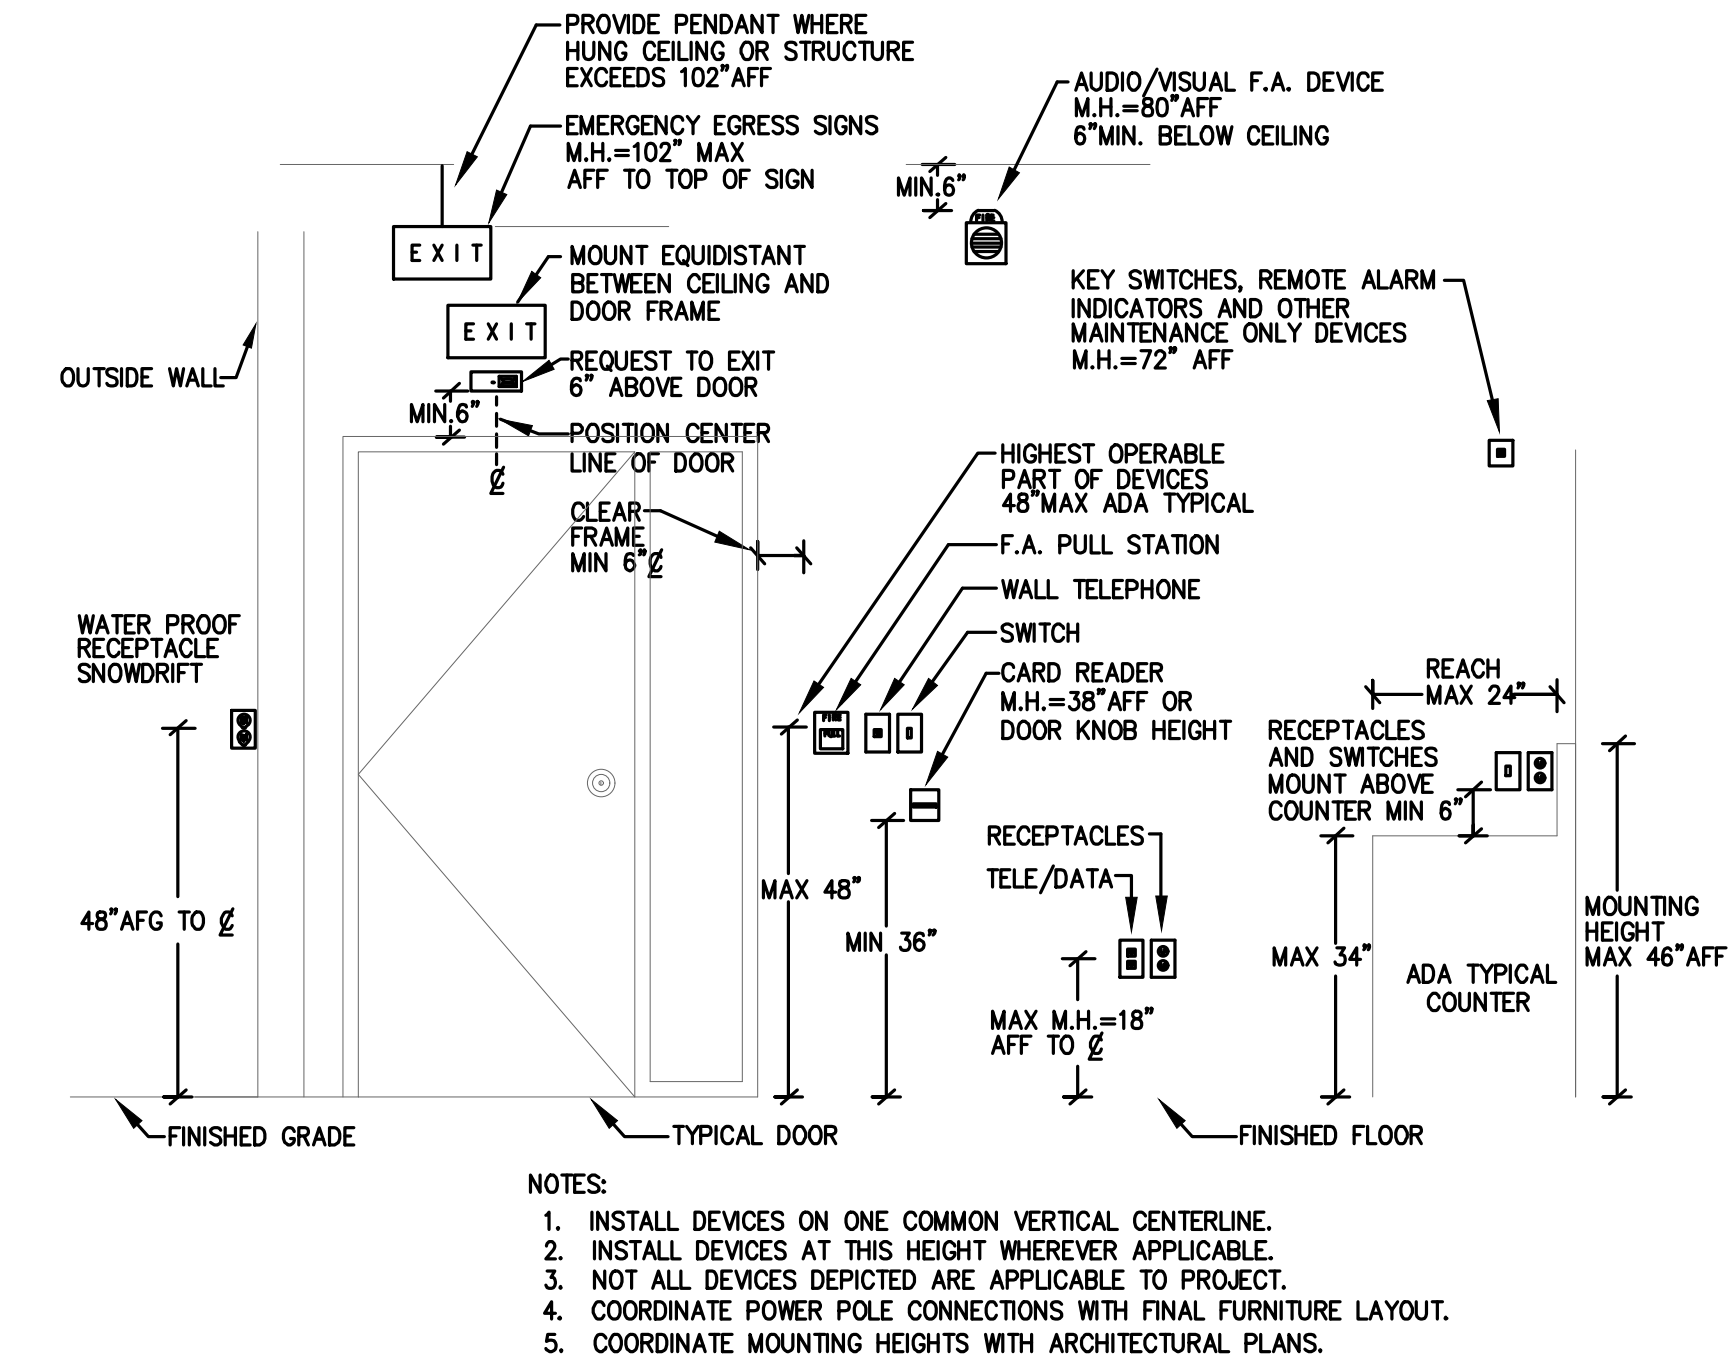 PROVIDE PENDANT WHERE
HUNG CEILING OR STRUCTURE
EXCEEDS 102"AFF
EMERGENCY EGRESS SIGNS
M.H.=102" MAX
AFF TO TOP OF SIGN
AUDIO/VISUAL F.A. DEVICE
M.H.=80"AFF
6"MIN. BELOW CEILING
MIN.6"
FIRE
EXIT
MOUNT EQUIDISTANT
BETWEEN CEILING AND
DOOR FRAME
EXIT
KEY SWITCHES, REMOTE ALARM
INDICATORS AND OTHER
MAINTENANCE ONLY DEVICES
M.H.=72" AFF
OUTSIDE WALL
REQUEST TO EXIT
6" ABOVE DOOR
MIN.6"
POSITION CENTER
LINE OF DOOR
℄
CLEAR
FRAME
MIN 6"℄
HIGHEST OPERABLE
PART OF DEVICES
48"MAX ADA TYPICAL
F.A. PULL STATION
WALL TELEPHONE
SWITCH
CARD READER
M.H.=38"AFF OR
DOOR KNOB HEIGHT
WATER PROOF
RECEPTACLE
SNOWDRIFT
FIRE
PULL
REACH
MAX 24"
RECEPTACLES
AND SWITCHES
MOUNT ABOVE
COUNTER MIN 6"
RECEPTACLES
TELE/DATA
48"AFG TO ℄
MAX 48"
MIN 36"
MAX M.H.=18"
AFF TO ℄
MAX 34"
ADA TYPICAL
COUNTER
MOUNTING
HEIGHT
MAX 46"AFF
FINISHED GRADE
TYPICAL DOOR
FINISHED FLOOR
NOTES:
1. INSTALL DEVICES ON ONE COMMON VERTICAL CENTERLINE.
2. INSTALL DEVICES AT THIS HEIGHT WHEREVER APPLICABLE.
3. NOT ALL DEVICES DEPICTED ARE APPLICABLE TO PROJECT.
4. COORDINATE POWER POLE CONNECTIONS WITH FINAL FURNITURE LAYOUT.
5. COORDINATE MOUNTING HEIGHTS WITH ARCHITECTURAL PLANS.